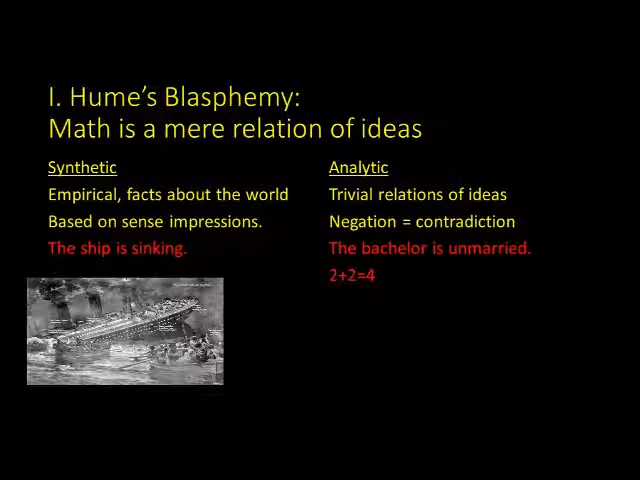 I. Hume’s Blasphemy:
Math is a mere relation of ideas
Synthetic
Empirical, facts about the world
Based on sense impressions.
The ship is sinking.
Analytic
Trivial relations of ideas
Negation = contradiction
The bachelor is unmarried.
2+2=4